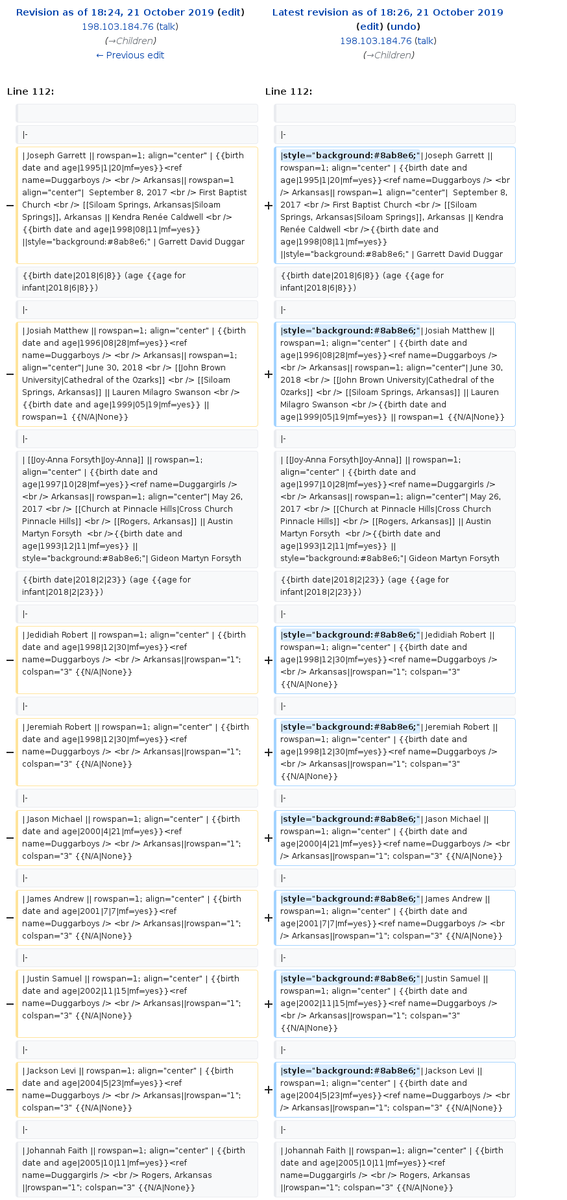 Revision as of 18:24, 21 October 2019 (edit)
198.103.184.76 (talk)
(→Children)
← Previous edit
Latest revision as of 18:26, 21 October 2019
(edit) (undo)
198.103.184.76 (talk)
(→Children)
Line 112:
Line 112:
|-
|-
−
| Joseph Garrett || rowspan=1; align="center" | {{birth
date and age|1995|1|20|mf=yes}}<ref
name=Duggarboys /> <br /> Arkansas|| rowspan=1
align="center"|  September 8, 2017 <br /> First Baptist
Church <br /> [[Siloam Springs, Arkansas|Siloam
Springs]], Arkansas || Kendra Renée Caldwell <br />
{{birth date and age|1998|08|11|mf=yes}}
||style="background:#8ab8e6;" | Garrett David Duggar
+
|style="background:#8ab8e6;"| Joseph Garrett ||
rowspan=1; align="center" | {{birth date and
age|1995|1|20|mf=yes}}<ref name=Duggarboys /> <br />
Arkansas|| rowspan=1 align="center"|  September 8,
2017 <br /> First Baptist Church <br /> [[Siloam
Springs, Arkansas|Siloam Springs]], Arkansas || Kendra
Renée Caldwell <br />{{birth date and
age|1998|08|11|mf=yes}}
||style="background:#8ab8e6;" | Garrett David Duggar
{{birth date|2018|6|8}} (age {{age for
infant|2018|6|8}})
{{birth date|2018|6|8}} (age {{age for
infant|2018|6|8}})
|-
|-
−
| Josiah Matthew || rowspan=1; align="center" | {{birth
date and age|1996|08|28|mf=yes}}<ref
name=Duggarboys /> <br /> Arkansas|| rowspan=1;
align="center"| June 30, 2018 <br /> [[John Brown
University|Cathedral of the Ozarks]] <br /> [[Siloam
Springs, Arkansas]] || Lauren Milagro Swanson <br />
{{birth date and age|1999|05|19|mf=yes}} ||
rowspan=1 {{N/A|None}}
+
|style="background:#8ab8e6;"| Josiah Matthew ||
rowspan=1; align="center" | {{birth date and
age|1996|08|28|mf=yes}}<ref name=Duggarboys /> <br
/> Arkansas|| rowspan=1; align="center"| June 30,
2018 <br /> [[John Brown University|Cathedral of the
Ozarks]] <br /> [[Siloam Springs, Arkansas]] || Lauren
Milagro Swanson <br />{{birth date and
age|1999|05|19|mf=yes}} || rowspan=1 {{N/A|None}}
|-
|-
| [[Joy-Anna Forsyth|Joy-Anna]] || rowspan=1;
align="center" | {{birth date and
age|1997|10|28|mf=yes}}<ref name=Duggargirls />
<br /> Arkansas|| rowspan=1; align="center"| May 26,
2017 <br /> [[Church at Pinnacle Hills|Cross Church
Pinnacle Hills]] <br /> [[Rogers, Arkansas]] || Austin
Martyn Forsyth  <br />{{birth date and
age|1993|12|11|mf=yes}} ||
style="background:#8ab8e6;"| Gideon Martyn Forsyth
| [[Joy-Anna Forsyth|Joy-Anna]] || rowspan=1;
align="center" | {{birth date and
age|1997|10|28|mf=yes}}<ref name=Duggargirls />
<br /> Arkansas|| rowspan=1; align="center"| May 26,
2017 <br /> [[Church at Pinnacle Hills|Cross Church
Pinnacle Hills]] <br /> [[Rogers, Arkansas]] || Austin
Martyn Forsyth  <br />{{birth date and
age|1993|12|11|mf=yes}} ||
style="background:#8ab8e6;"| Gideon Martyn Forsyth
{{birth date|2018|2|23}} (age {{age for
infant|2018|2|23}})
{{birth date|2018|2|23}} (age {{age for
infant|2018|2|23}})
|-
|-
−
| Jedidiah Robert || rowspan=1; align="center" | {{birth
date and age|1998|12|30|mf=yes}}<ref
name=Duggarboys /> <br /> Arkansas||rowspan="1";
colspan="3" {{N/A|None}}
+
|style="background:#8ab8e6;"| Jedidiah Robert ||
rowspan=1; align="center" | {{birth date and
age|1998|12|30|mf=yes}}<ref name=Duggarboys />
<br /> Arkansas||rowspan="1"; colspan="3"
{{N/A|None}}
|-
|-
−
| Jeremiah Robert || rowspan=1; align="center" | {{birth
date and age|1998|12|30|mf=yes}}<ref
name=Duggarboys /> <br /> Arkansas||rowspan="1";
colspan="3" {{N/A|None}}
+
|style="background:#8ab8e6;"| Jeremiah Robert ||
rowspan=1; align="center" | {{birth date and
age|1998|12|30|mf=yes}}<ref name=Duggarboys />
<br /> Arkansas||rowspan="1"; colspan="3"
{{N/A|None}}
|-
|-
−
| Jason Michael || rowspan=1; align="center" | {{birth
date and age|2000|4|21|mf=yes}}<ref
name=Duggarboys /> <br /> Arkansas||rowspan="1";
colspan="3" {{N/A|None}}
+
|style="background:#8ab8e6;"| Jason Michael ||
rowspan=1; align="center" | {{birth date and
age|2000|4|21|mf=yes}}<ref name=Duggarboys /> <br
/> Arkansas||rowspan="1"; colspan="3" {{N/A|None}}
|-
|-
−
| James Andrew || rowspan=1; align="center" | {{birth
date and age|2001|7|7|mf=yes}}<ref
name=Duggarboys /> <br /> Arkansas||rowspan="1";
colspan="3" {{N/A|None}}
+
|style="background:#8ab8e6;"| James Andrew ||
rowspan=1; align="center" | {{birth date and
age|2001|7|7|mf=yes}}<ref name=Duggarboys /> <br
/> Arkansas||rowspan="1"; colspan="3" {{N/A|None}}
|-
|-
−
| Justin Samuel || rowspan=1; align="center" | {{birth
date and age|2002|11|15|mf=yes}}<ref
name=Duggarboys /> <br /> Arkansas||rowspan="1";
colspan="3" {{N/A|None}}
+
|style="background:#8ab8e6;"| Justin Samuel ||
rowspan=1; align="center" | {{birth date and
age|2002|11|15|mf=yes}}<ref name=Duggarboys />
<br /> Arkansas||rowspan="1"; colspan="3"
{{N/A|None}}
|-
|-
−
| Jackson Levi || rowspan=1; align="center" | {{birth
date and age|2004|5|23|mf=yes}}<ref
name=Duggarboys /> <br /> Arkansas||rowspan="1";
colspan="3" {{N/A|None}}
+
|style="background:#8ab8e6;"| Jackson Levi ||
rowspan=1; align="center" | {{birth date and
age|2004|5|23|mf=yes}}<ref name=Duggarboys /> <br
/> Arkansas||rowspan="1"; colspan="3" {{N/A|None}}
|-
|-
| Johannah Faith || rowspan=1; align="center" | {{birth
date and age|2005|10|11|mf=yes}}<ref
name=Duggargirls /> <br /> Rogers, Arkansas
||rowspan="1"; colspan="3" {{N/A|None}}
| Johannah Faith || rowspan=1; align="center" | {{birth
date and age|2005|10|11|mf=yes}}<ref
name=Duggargirls /> <br /> Rogers, Arkansas
||rowspan="1"; colspan="3" {{N/A|None}}